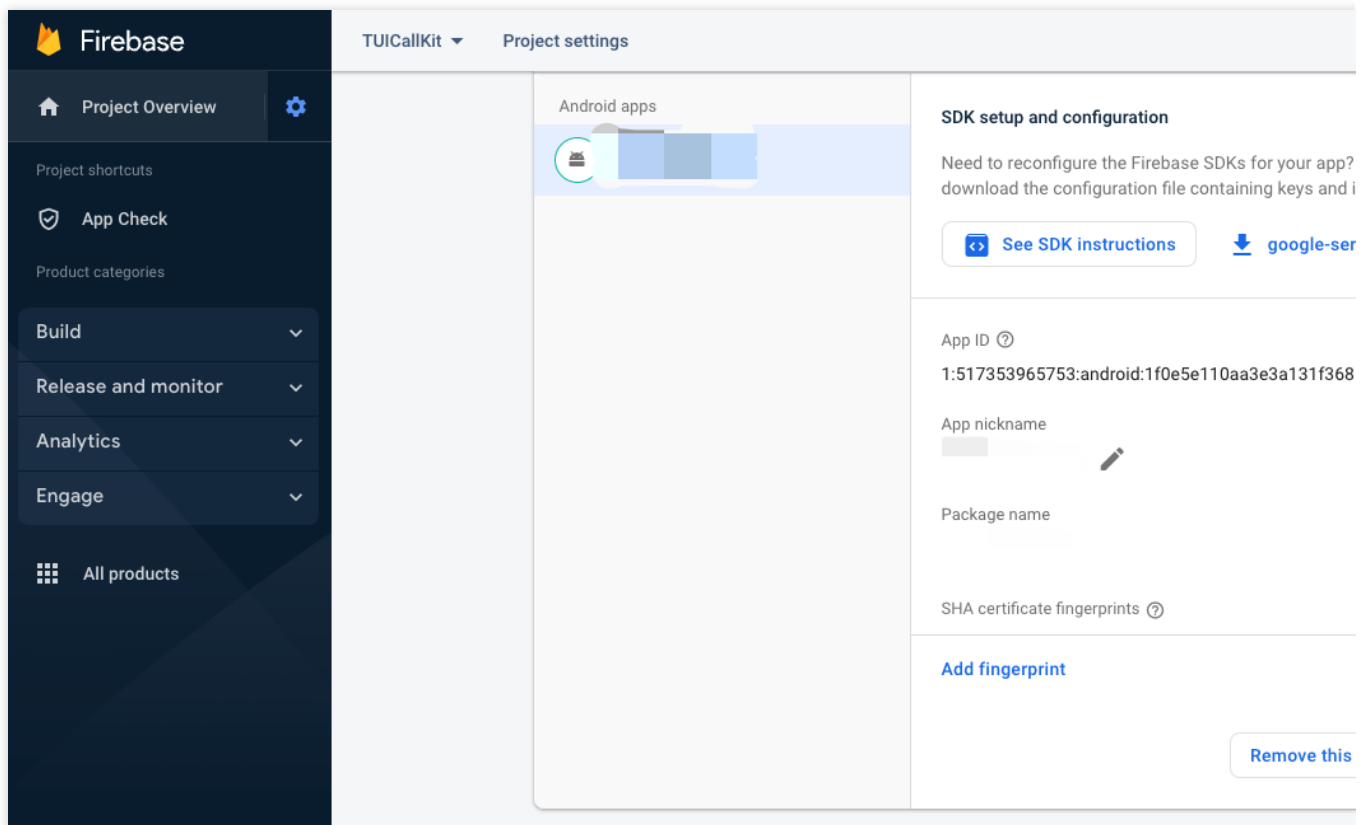 Firebase
TUICallKit
Project settings
Project Overview
Project shortcuts
App Check
Product categories
Build
Release and monitor
Analytics
Engage
All products
Android apps
SDK setup and configuration
Need to reconfigure the Firebase SDKs for your app?
download the configuration file containing keys and i
See SDK instructions
google-ser
App ID
1:517353965753:android:1f0e5e110aa3e3a131f368
App nickname
Package name
SHA certificate fingerprints
Add fingerprint
Remove this